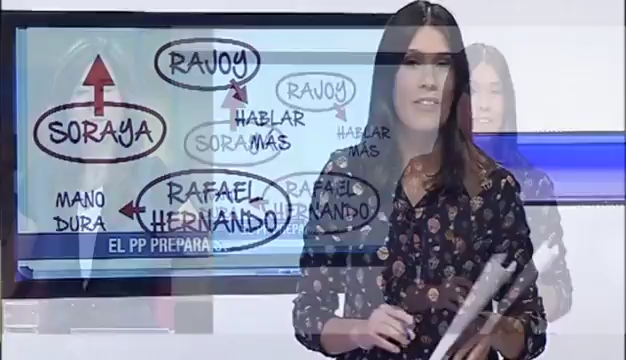 RAJOY
HABLAR
MÁS
SORAYA
RAFAEL
HERNANDO
MANO
DURA
EL PP PREPARA
RAJOY
HABLAR
MÁS
SORAYA
RAFAEL
HERNANDO